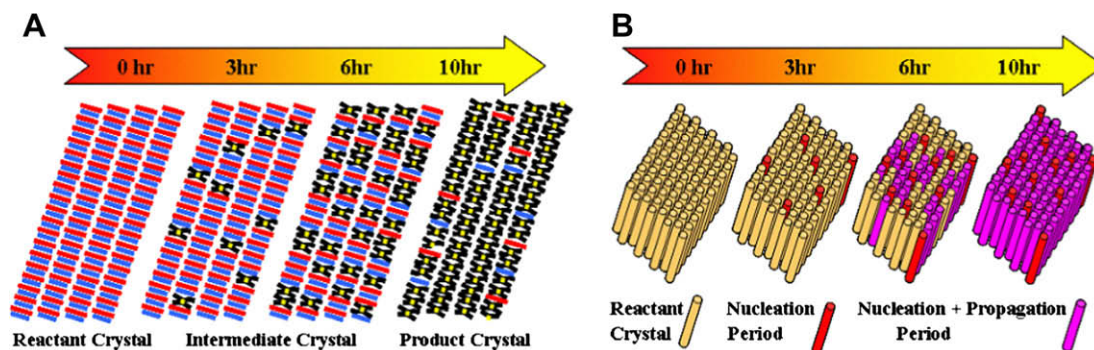 A
0 hr 3hr 6hr 10hr
Reactant Crystal Intermediate Crystal Product Crystal
B
0 hr 3hr 6hr 10hr
Reactant Crystal
Nucleation Period
Nucleation + Propagation Period